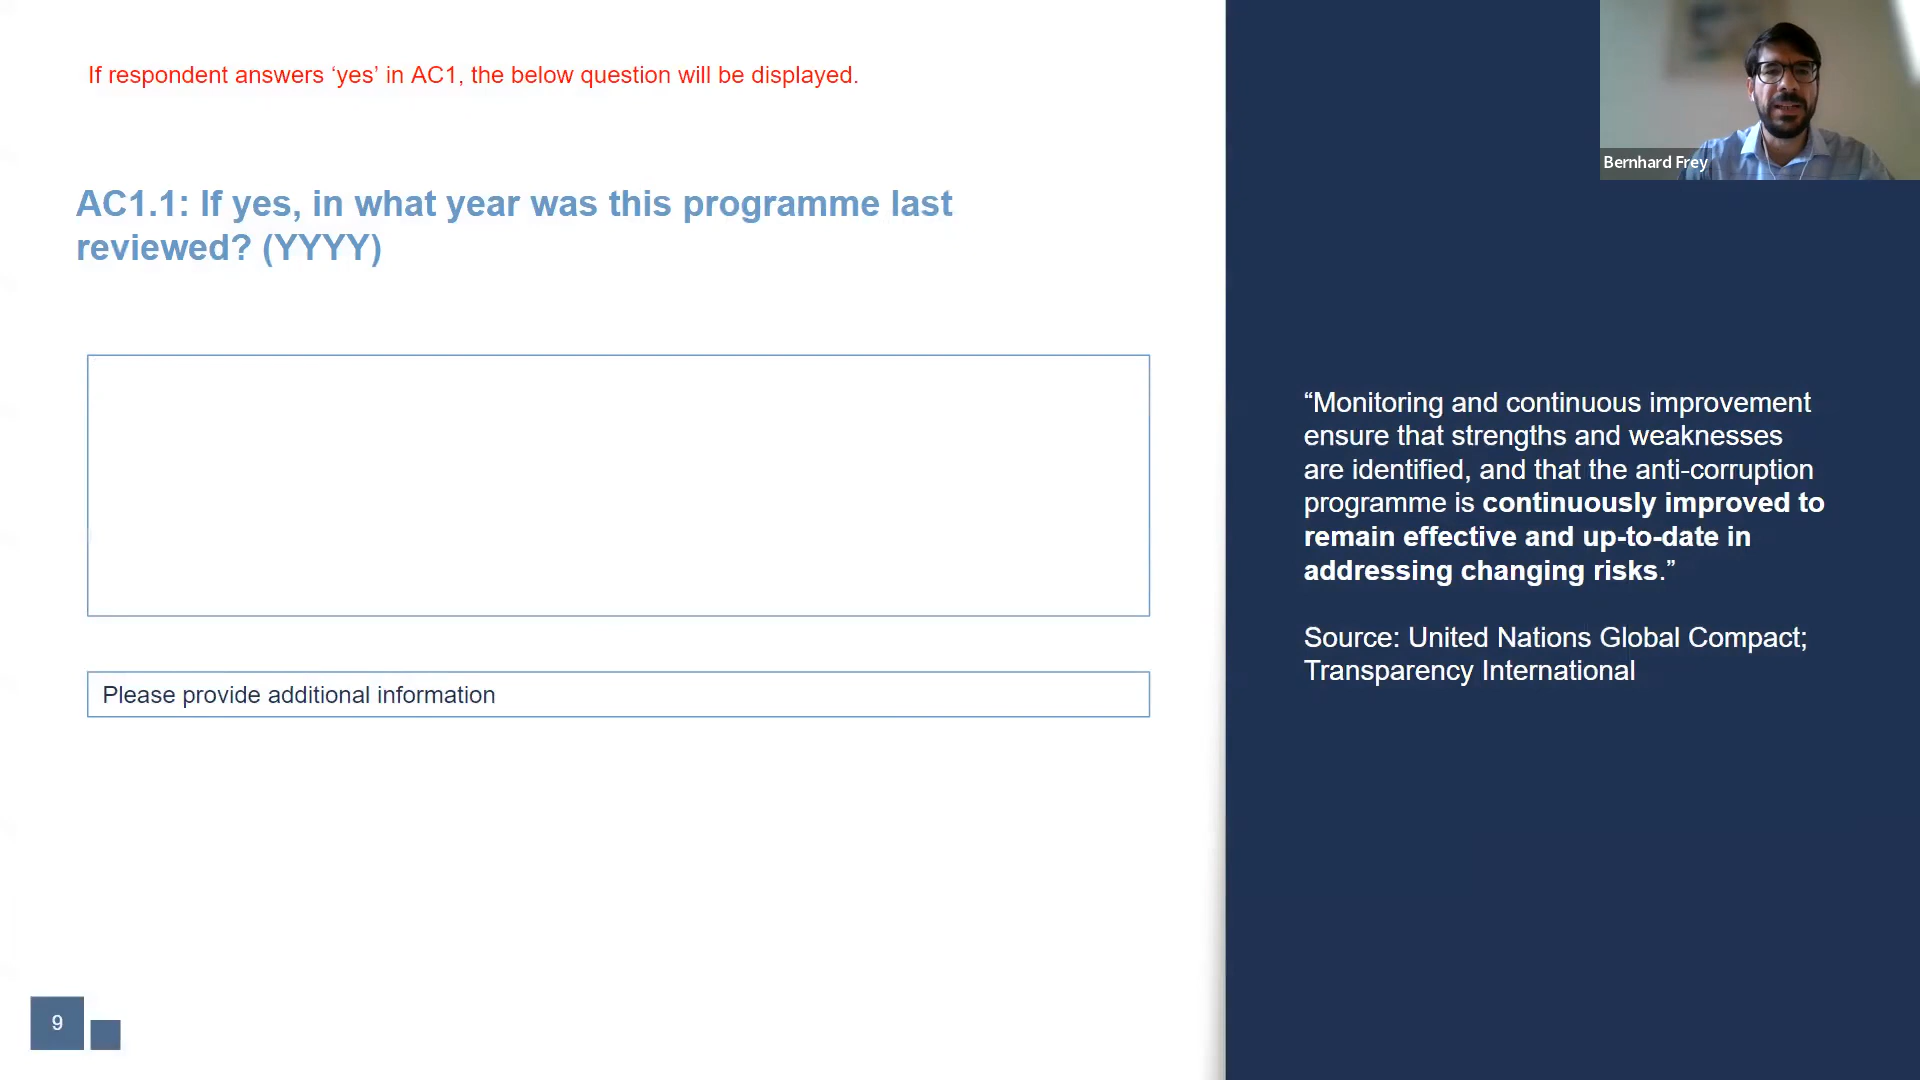 If respondent answers ‘yes’ in AC1, the below question will be displayed.
AC1.1: If yes, in what year was this programme last
reviewed? (YYYY)
Please provide additional information
9
Bernhard Frey
“Monitoring and continuous improvement
ensure that strengths and weaknesses
are identified, and that the anti-corruption
programme is continuously improved to
remain effective and up-to-date in
addressing changing risks.”
Source: United Nations Global Compact;
Transparency International